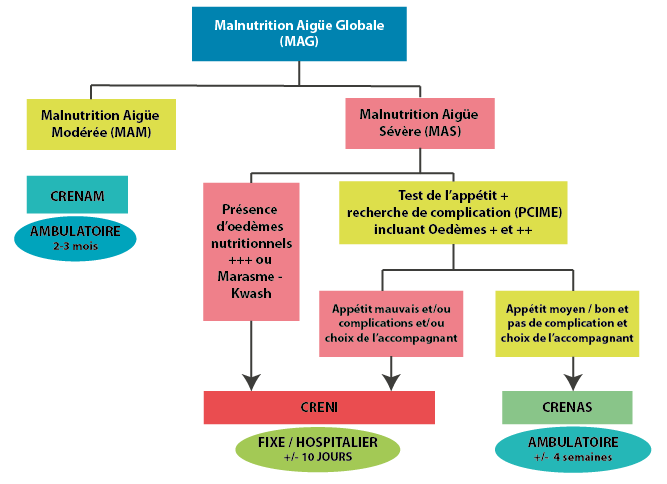 Malnutrition Aigüe Globale
(MAG)
Malnutrition Aigüe
Modérée (MAM)
Malnutrition Aigüe
Sévère (MAS)
CRENAM
AMBULATOIRE
2-3 mois
Présence
d'oedèmes
nutritionnels
+++ ou
Marasme -
Kwash
Test de l'appétit +
recherche de complication (PCIME)
incluant Oedèmes + et ++
Appétit mauvais et/ou
complications et/ou
choix de l'accompagnant
Appétit moyen / bon et
pas de complication et
choix de l'accompagnant
CRENI
FIXE / HOSPITALIER
+/- 10 JOURS
CRENAS
AMBULATOIRE
+/- 4 semaines